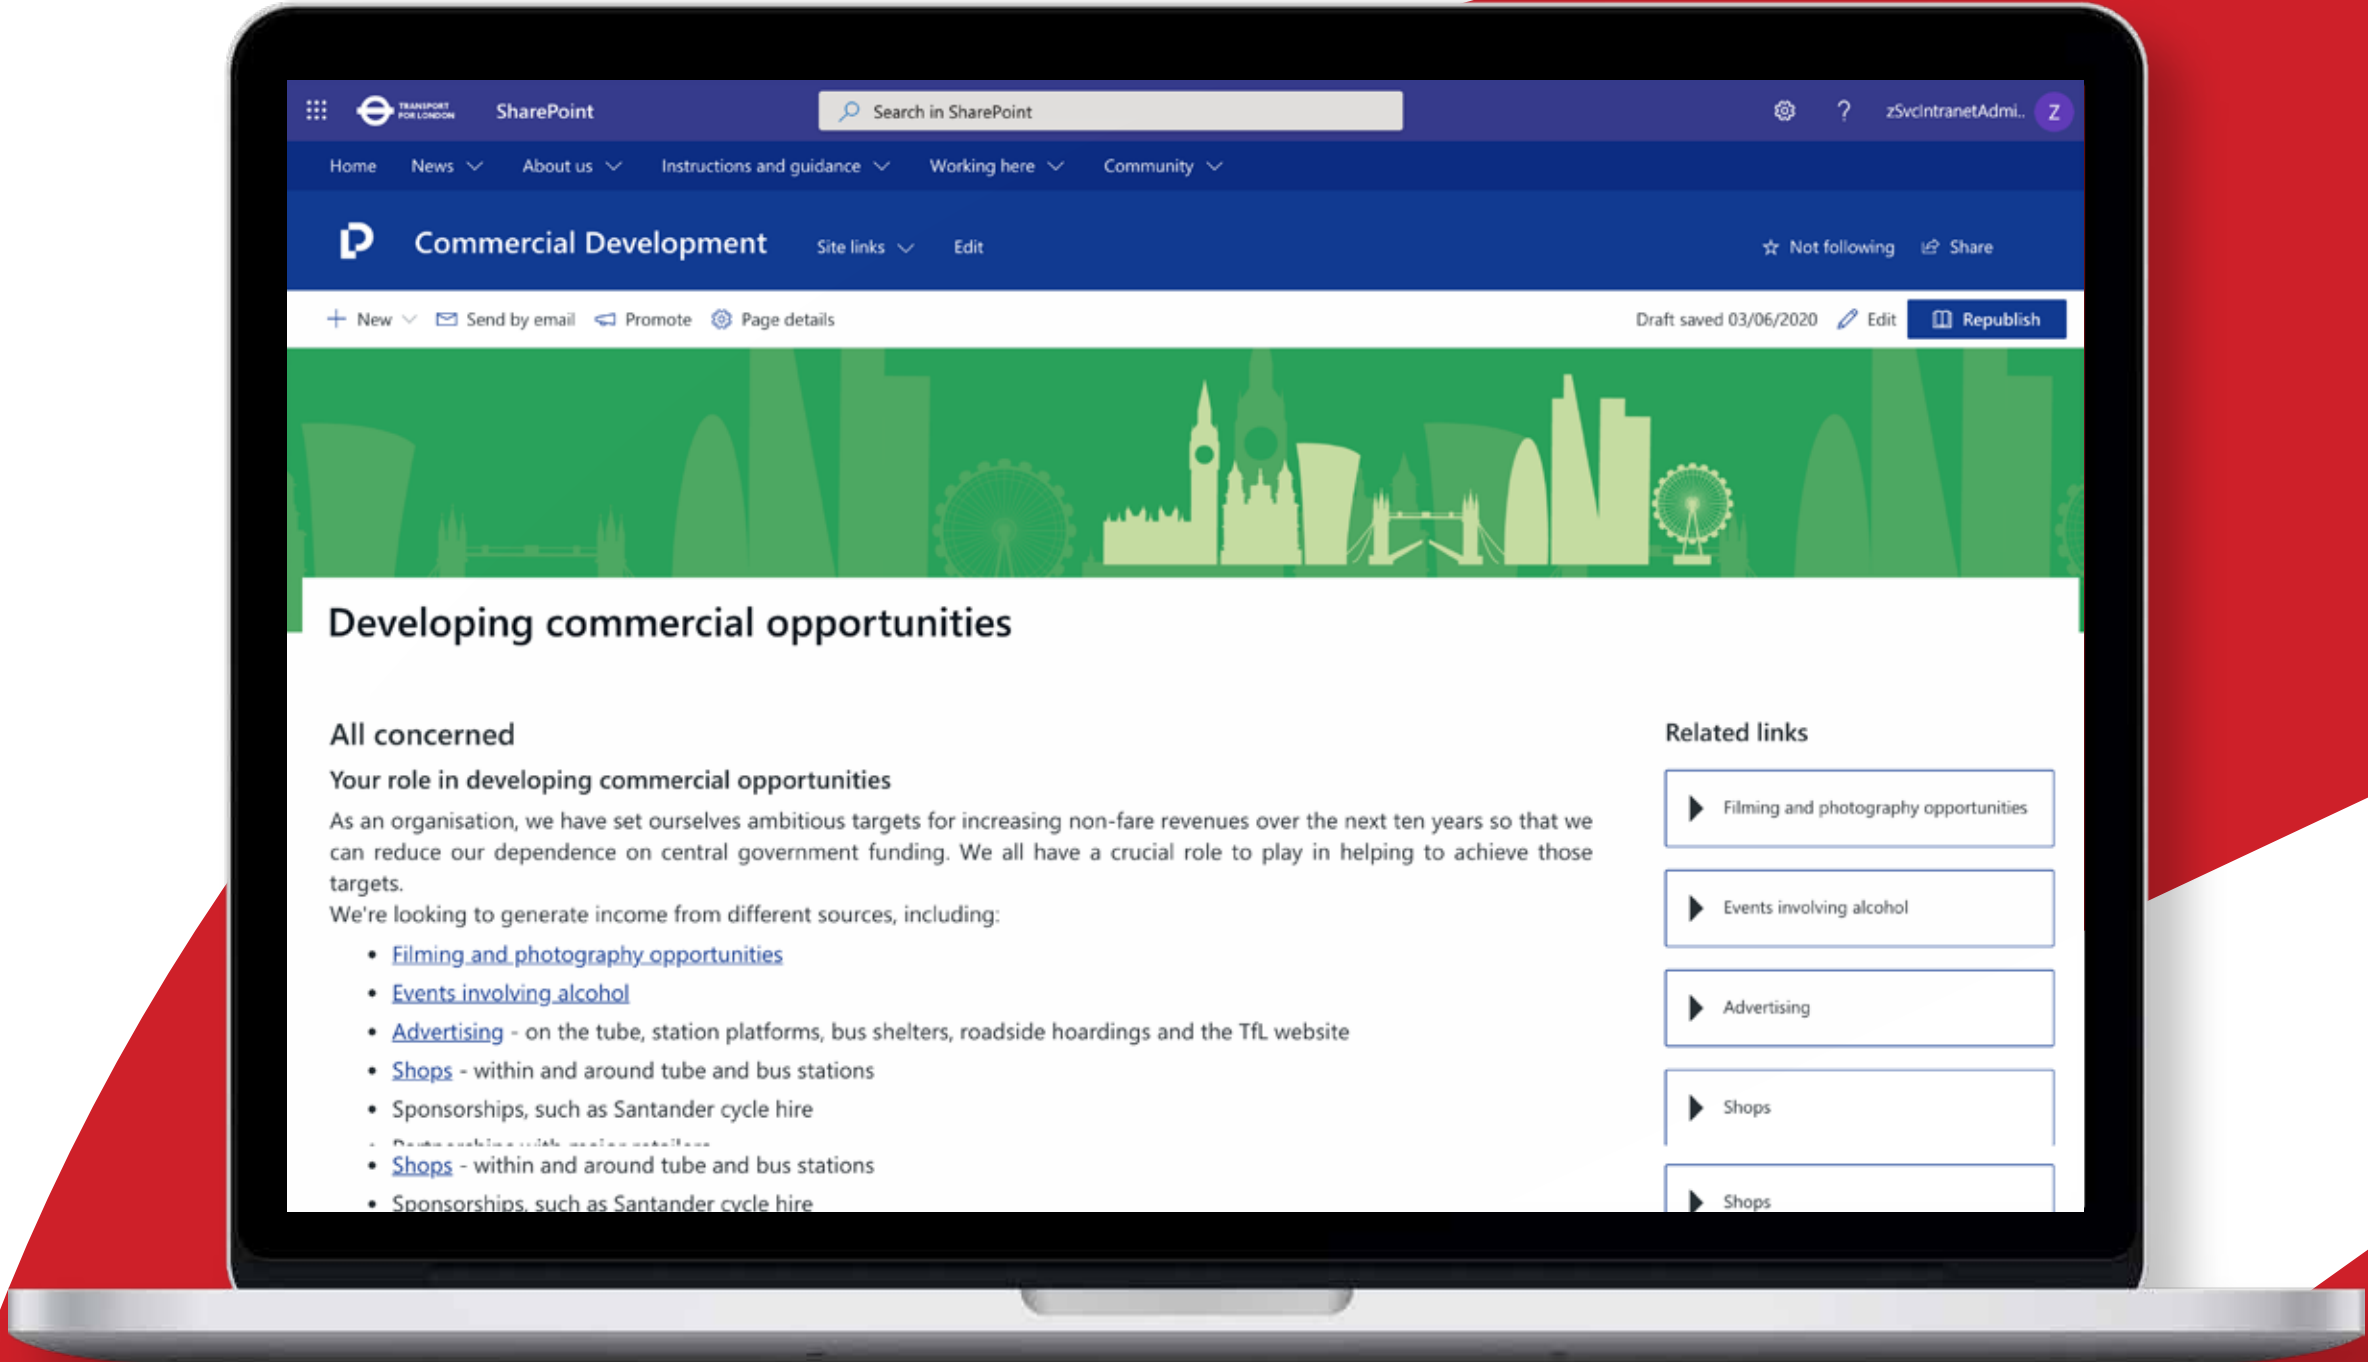 TRANSPORT
FOR LONDON
SharePoint
Search in SharePoint
?
zSvcIntranetAdmi..
Z
Home
News
About us
Instructions and guidance
Working here
Community
Commercial Development
Site links
Edit
Not following
Share
New
Send by email
Promote
Page details
Draft saved 03/06/2020
Edit
Republish
Developing commercial opportunities
All concerned
Your role in developing commercial opportunities
As an organisation, we have set ourselves ambitious targets for increasing non-fare revenues over the next ten years so that we
can reduce our dependence on central government funding. We all have a crucial role to play in helping to achieve those
targets.
We're looking to generate income from different sources, including:
• Filming and photography opportunities
• Events involving alcohol
• Advertising - on the tube, station platforms, bus shelters, roadside hoardings and the TfL website
• Shops - within and around tube and bus stations
• Sponsorships, such as Santander cycle hire
• Partnerships with major retailers
• Shops - within and around tube and bus stations
• Sponsorships, such as Santander cycle hire
Related links
Filming and photography opportunities
Events involving alcohol
Advertising
Shops
Shops